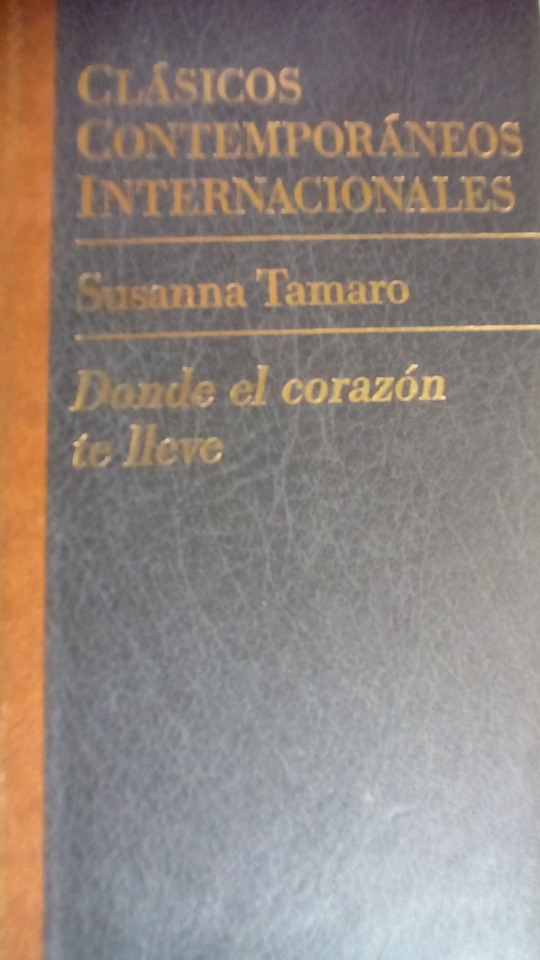 CLÁSICOS
CONTEMPORÁNEOS
INTERNACIONALES
Susanna Tamaro
Donde el corazón
te lleve